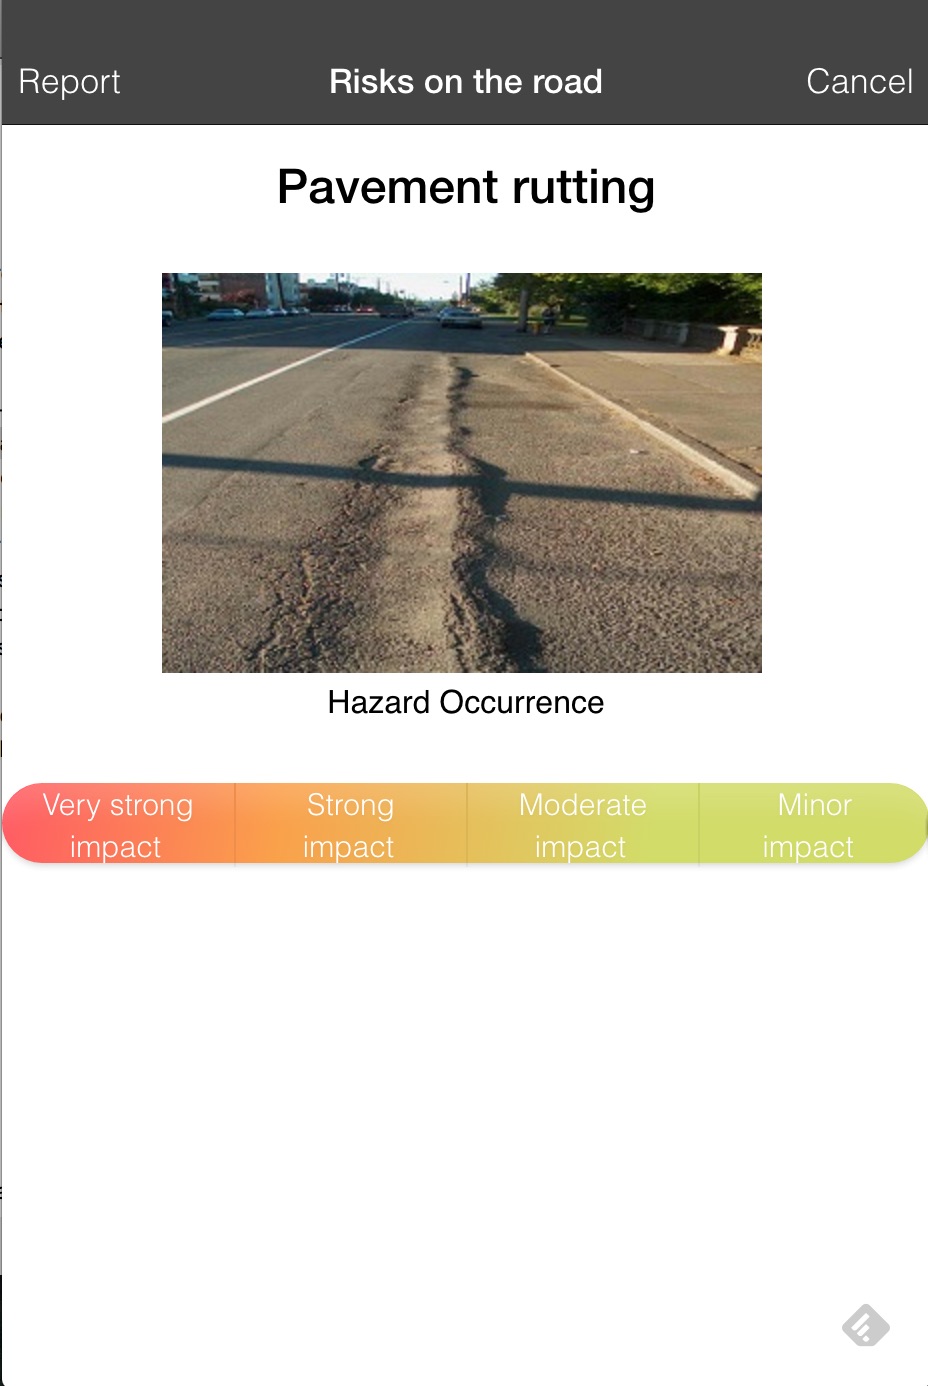 Report
Risks on the road
Cancel
Pavement rutting
Hazard Occurrence
Very strong
impact
Strong
impact
Moderate
impact
Minor
impact